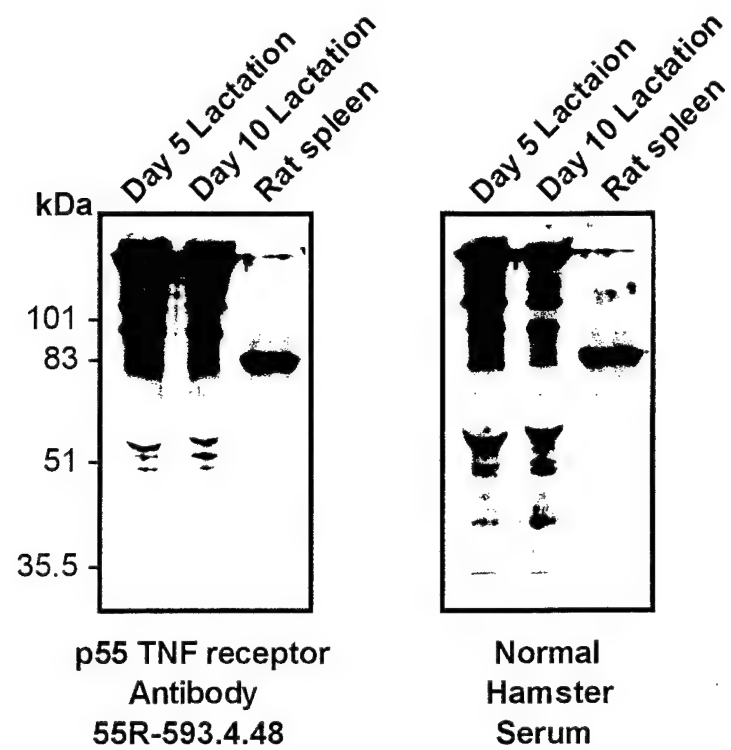 Day 5 Lactation
Day 10 Lactation
Rat spleen
Day 5 Lactaion
Day 10 Lactation
Rat spleen
kDa
101
83
51
35.5
p55 TNF receptor
Antibody
55R-593.4.48
Normal
Hamster
Serum